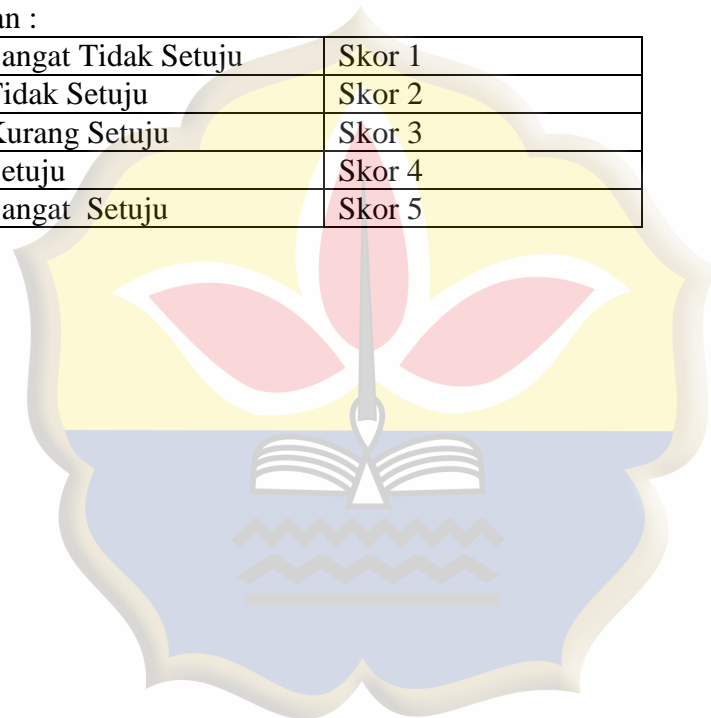 an :
angat Tidak Setuju Skor 1
Tidak Setuju Skor 2
Kurang Setuju Skor 3
etuju Skor 4
angat Setuju Skor 5